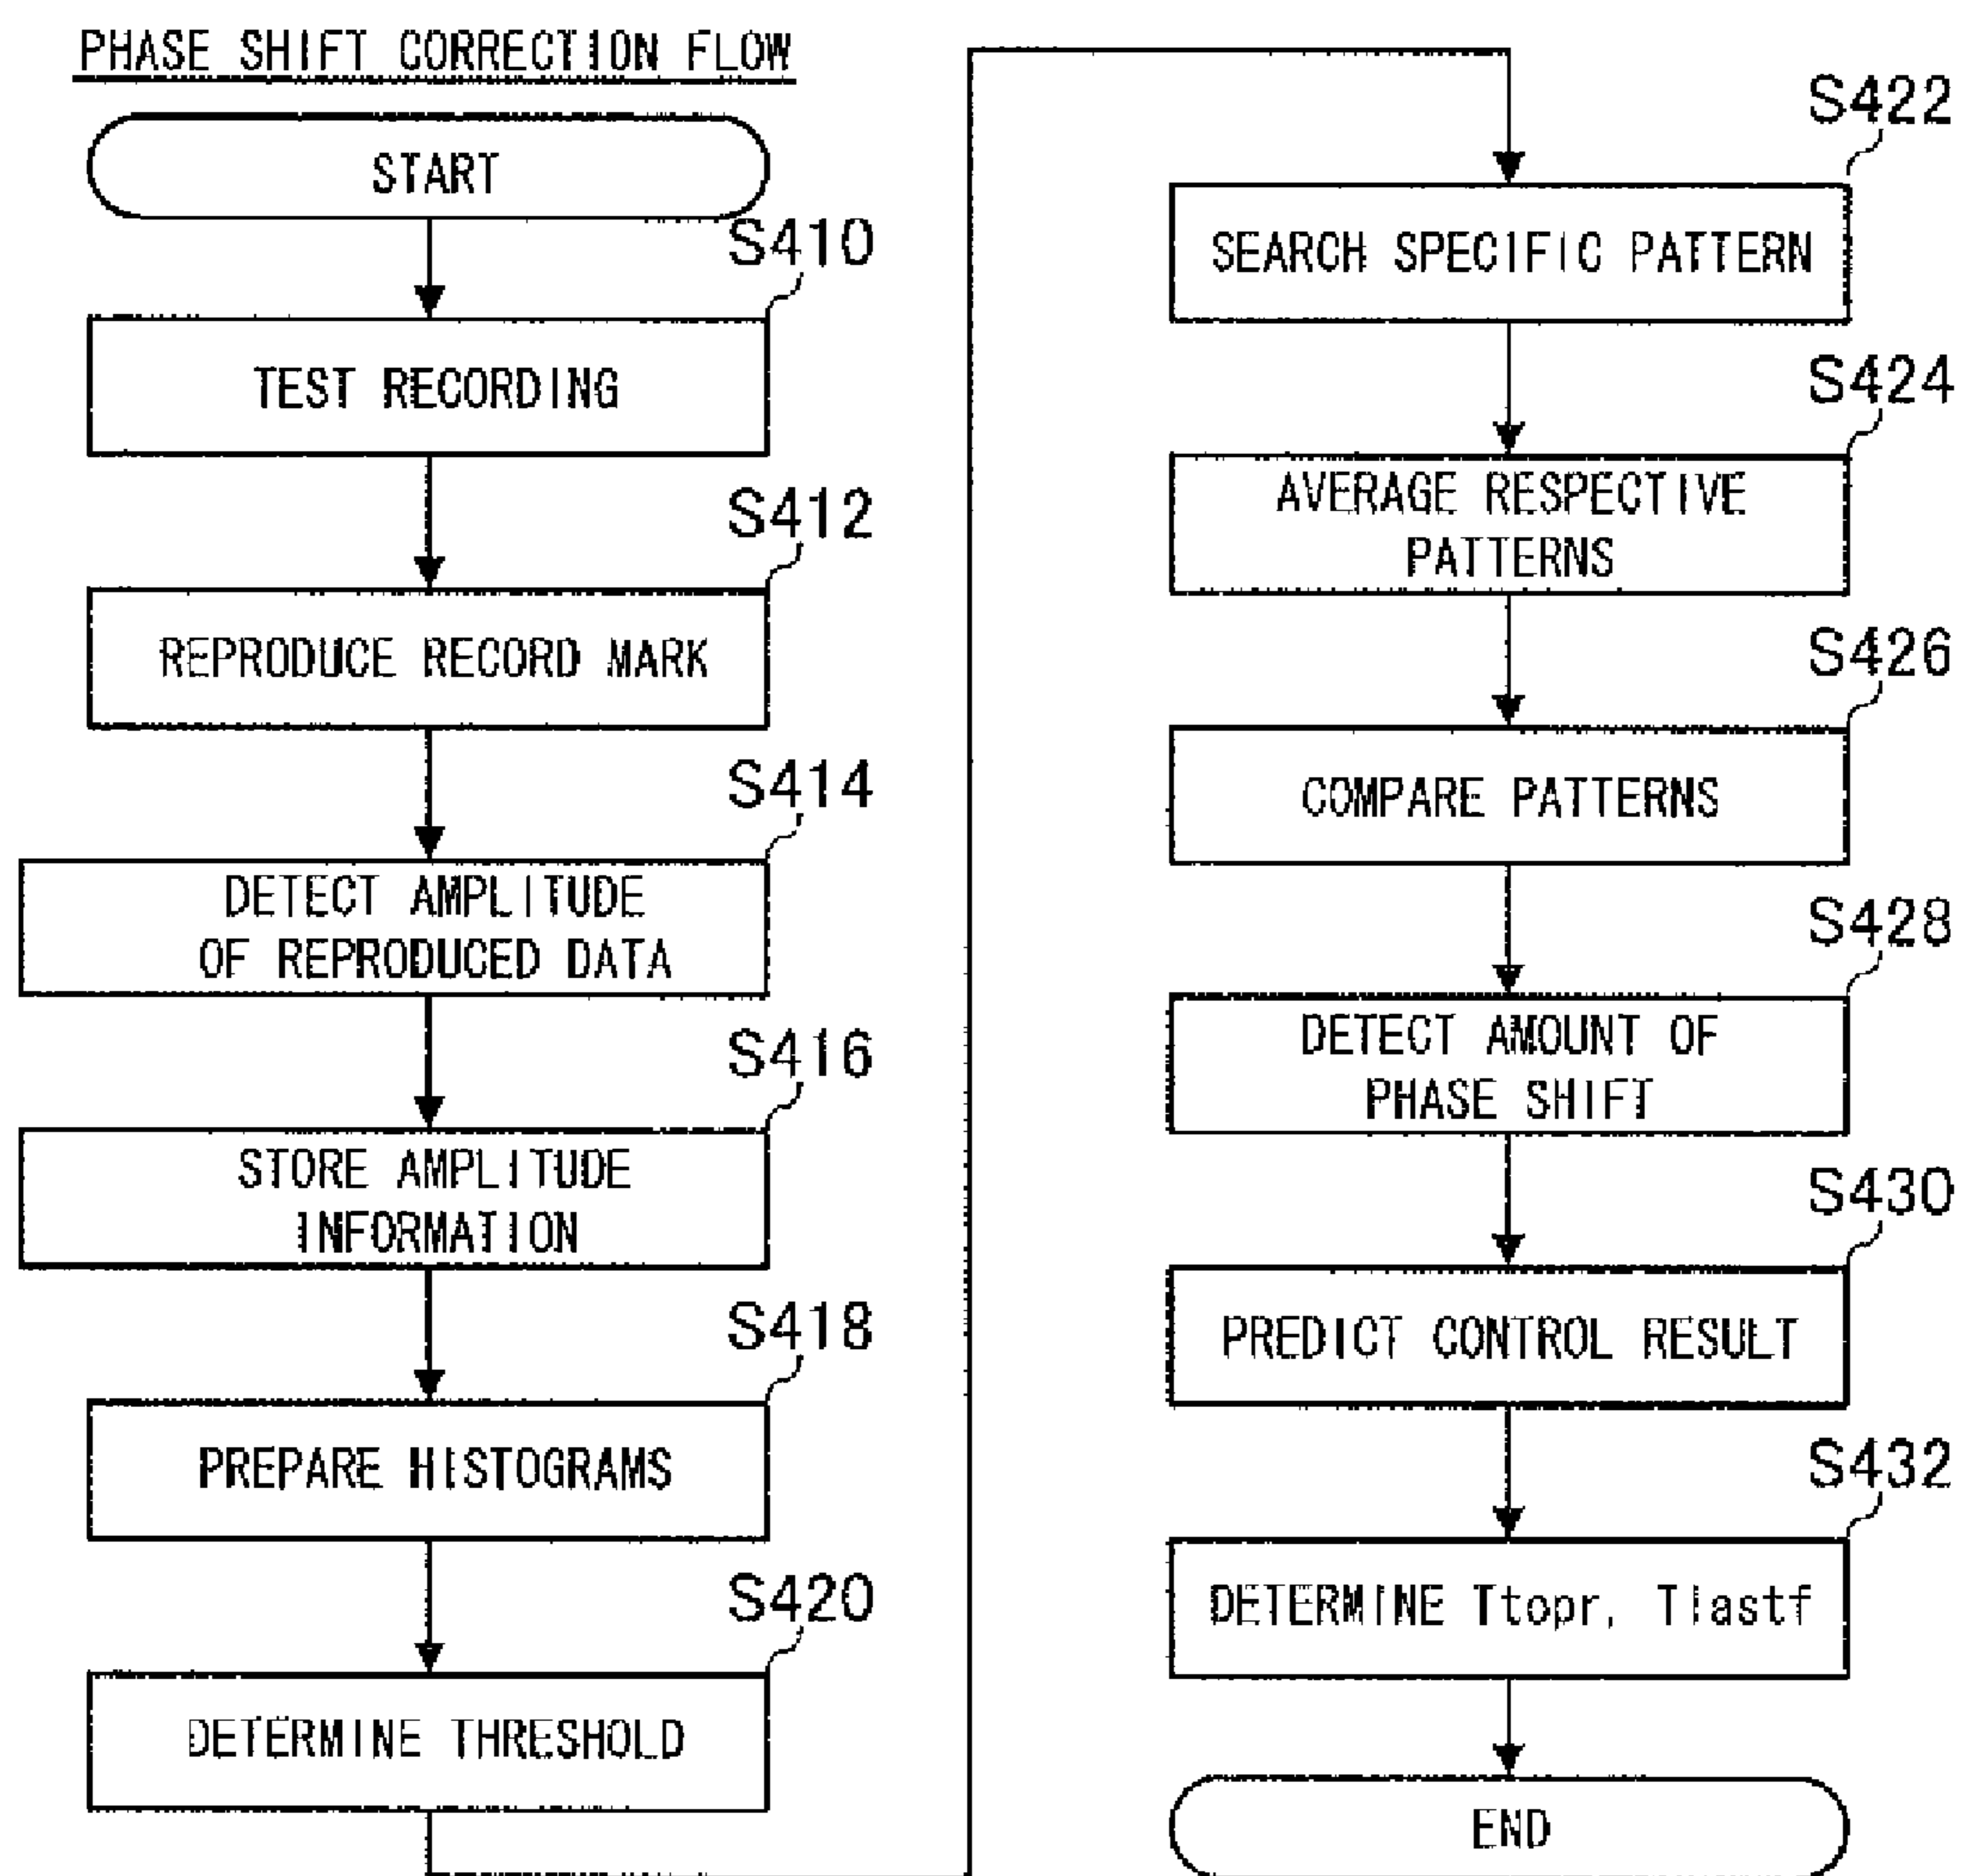 PHASE SHIFT CORRECTION FLOW
START
S410
TEST RECORDING
S412
REPRODUCE RECORD MARK
S414
DETECT AMPLITUDE
OF REPRODUCED DATA
S416
STORE AMPLITUDE
INFORMATION
S418
PREPARE HISTOGRAMS
S420
DETERMINE THRESHOLD
S422
SEARCH SPECIFIC PATTERN
S424
AVERAGE RESPECTIVE
PATTERNS
S426
COMPARE PATTERNS
S428
DETECT AMOUNT OF
PHASE SHIFT
S430
PREDICT CONTROL RESULT
S432
DETERMINE Ttopr, Tlastf
END